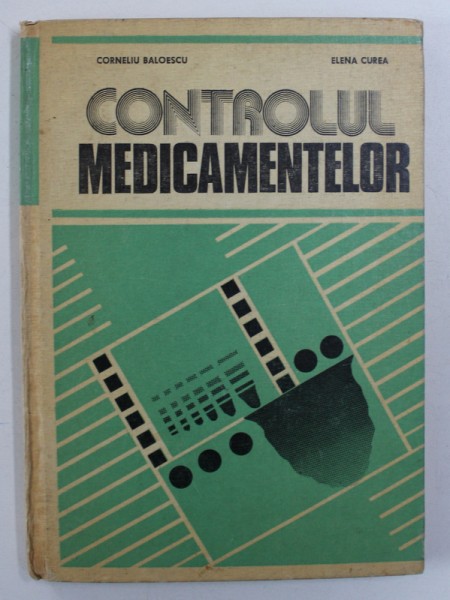 CORNELIU BALOESCU ELENA CUREA
CONTROLUL
MEDICAMENTELOR